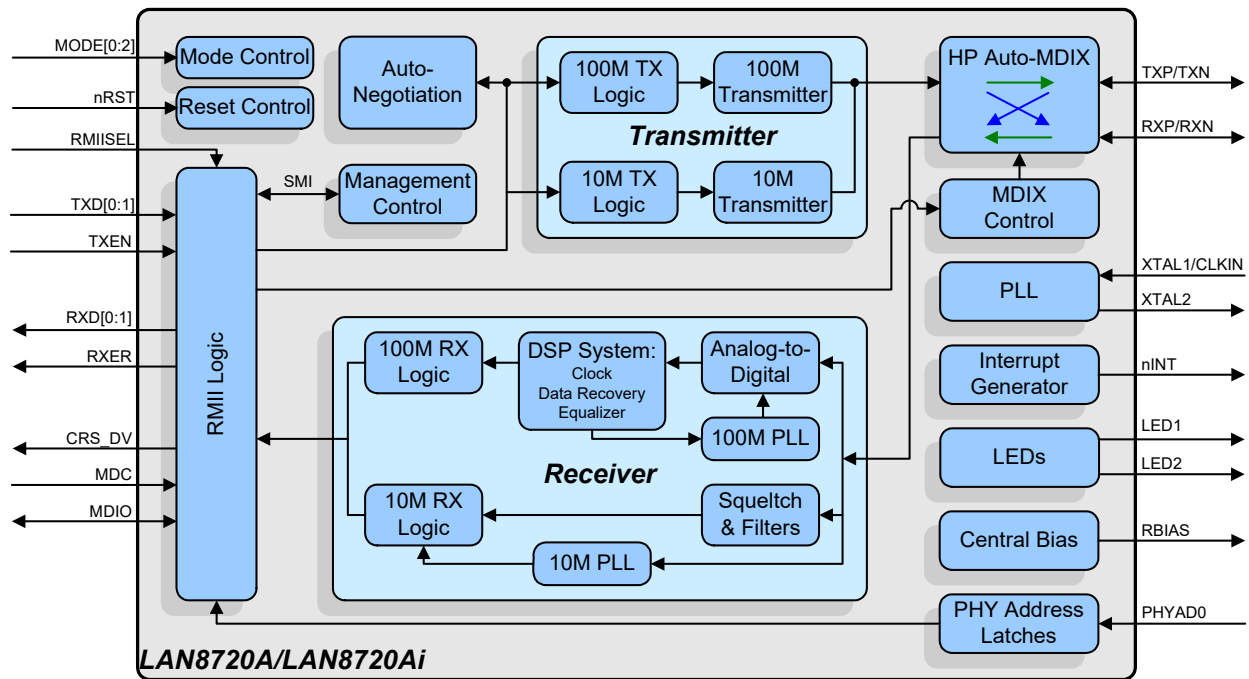 MODE[0:2]
nRST
RMIISEL
TXD[0:1]
TXEN
RXD[0:1]
RXER
CRS_DV
MDC
MDIO
Mode Control
Reset Control
RMII Logic
SMI
Auto-
Negotiation
Management
Control
100M TX
Logic
100M
Transmitter
Transmitter
10M TX
Logic
10M
Transmitter
HP Auto-MDIX
MDIX
Control
TXP/TXN
RXP/RXN
100M RX
Logic
DSP System:
Clock
Data Recovery
Equalizer
Analog-to-
Digital
100M PLL
Receiver
10M RX
Logic
Squeltch
& Filters
10M PLL
PLL
XTAL1/CLKIN
XTAL2
Interrupt
Generator
nINT
LEDs
LED1
LED2
Central Bias
RBIAS
PHY Address
Latches
PHYAD0
LAN8720A/LAN8720Ai